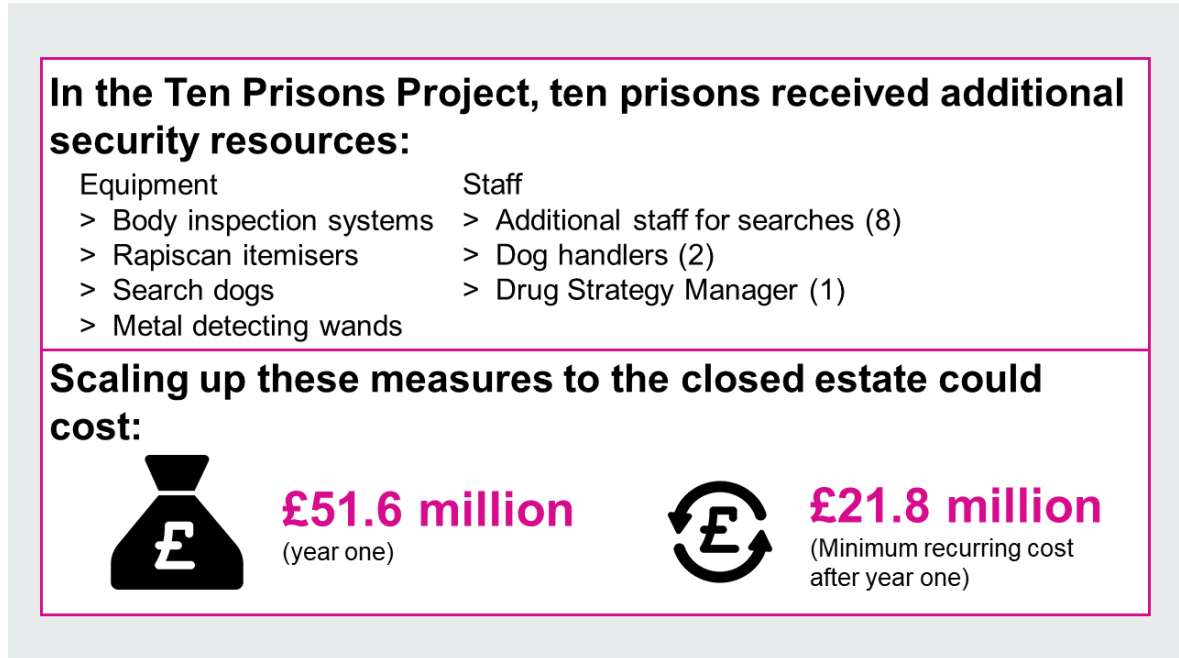 In the Ten Prisons Project, ten prisons received additional
security resources:
Equipment
> Body inspection systems
> Rapiscan itemisers
> Search dogs
> Metal detecting wands
Staff
> Additional staff for searches (8)
> Dog handlers (2)
> Drug Strategy Manager (1)
Scaling up these measures to the closed estate could
cost:
£
£51.6 million
(year one)
£
£21.8 million
(Minimum recurring cost
after year one)